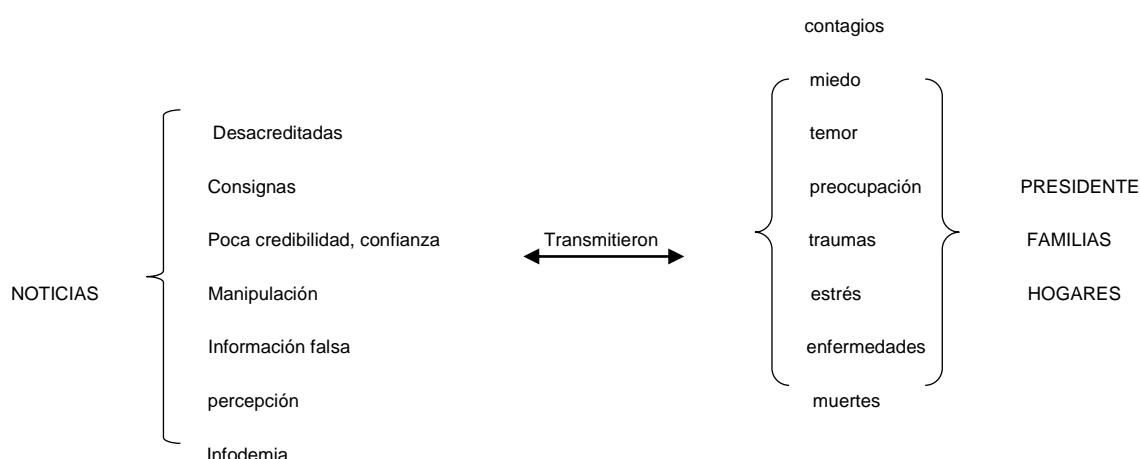 contagios
miedo
Desacreditadas
temor
Consignas
preocupación
PRESIDENTE
Poca credibilidad, confianza
Transmitieron
traumas
FAMILIAS
NOTICIAS
Manipulación
estrés
HOGARES
Información falsa
enfermedades
percepción
muertes
Infodemia